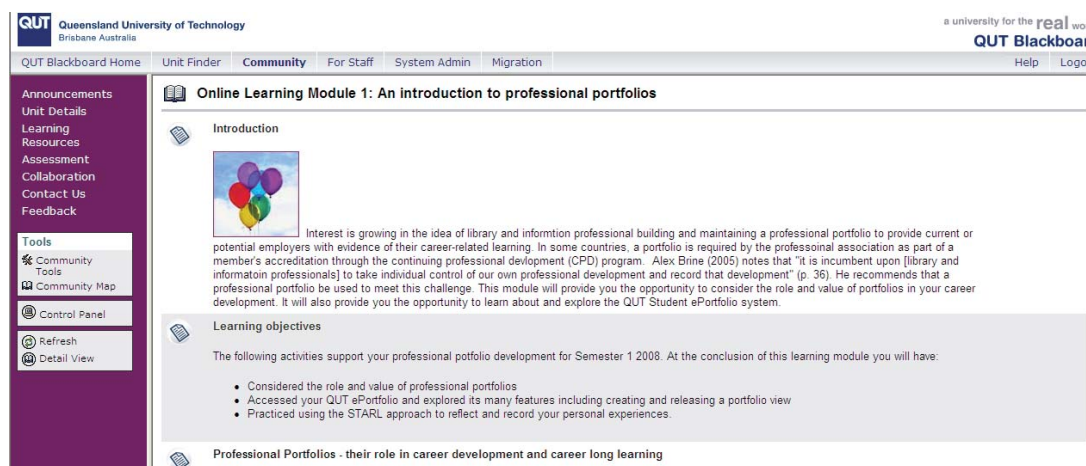 QUT
Queensland University of Technology
Brisbane Australia
a university for the real wo
QUT Blackboar
QUT Blackboard Home Unit Finder Community For Staff System Admin Migration Help Logo
Announcements
Unit Details
Learning
Resources
Assessment
Collaboration
Contact Us
Feedback
Tools
Community
Tools
Community Map
Control Panel
Refresh
Detail View
Online Learning Module 1: An introduction to professional portfolios
Introduction
Interest is growing in the idea of library and informtion professional building and maintaining a professional portfolio to provide current or
potential employers with evidence of their career-related learning. In some countries, a portfolio is required by the professoinal association as part of a
member's accreditation through the continuing professional devlopment (CPD) program. Alex Brine (2005) notes that "it is incumbent upon [library and
informatoin professionals] to take individual control of our own professional development and record that development" (p. 36). He recommends that a
professional portfolio be used to meet this challenge. This module will provide you the opportunity to consider the role and value of portfolios in your career
development. It will also provide you the opportunity to learn about and explore the QUT Student ePortfolio system.
Learning objectives
The following activities support your professional potfolio development for Semester 1 2008. At the conclusion of this learning module you will have:
• Considered the role and value of professional portfolios
• Accessed your QUT ePortfolio and explored its many features including creating and releasing a portfolio view
• Practiced using the STARL approach to reflect and record your personal experiences.
Professional Portfolios - their role in career development and career long learning